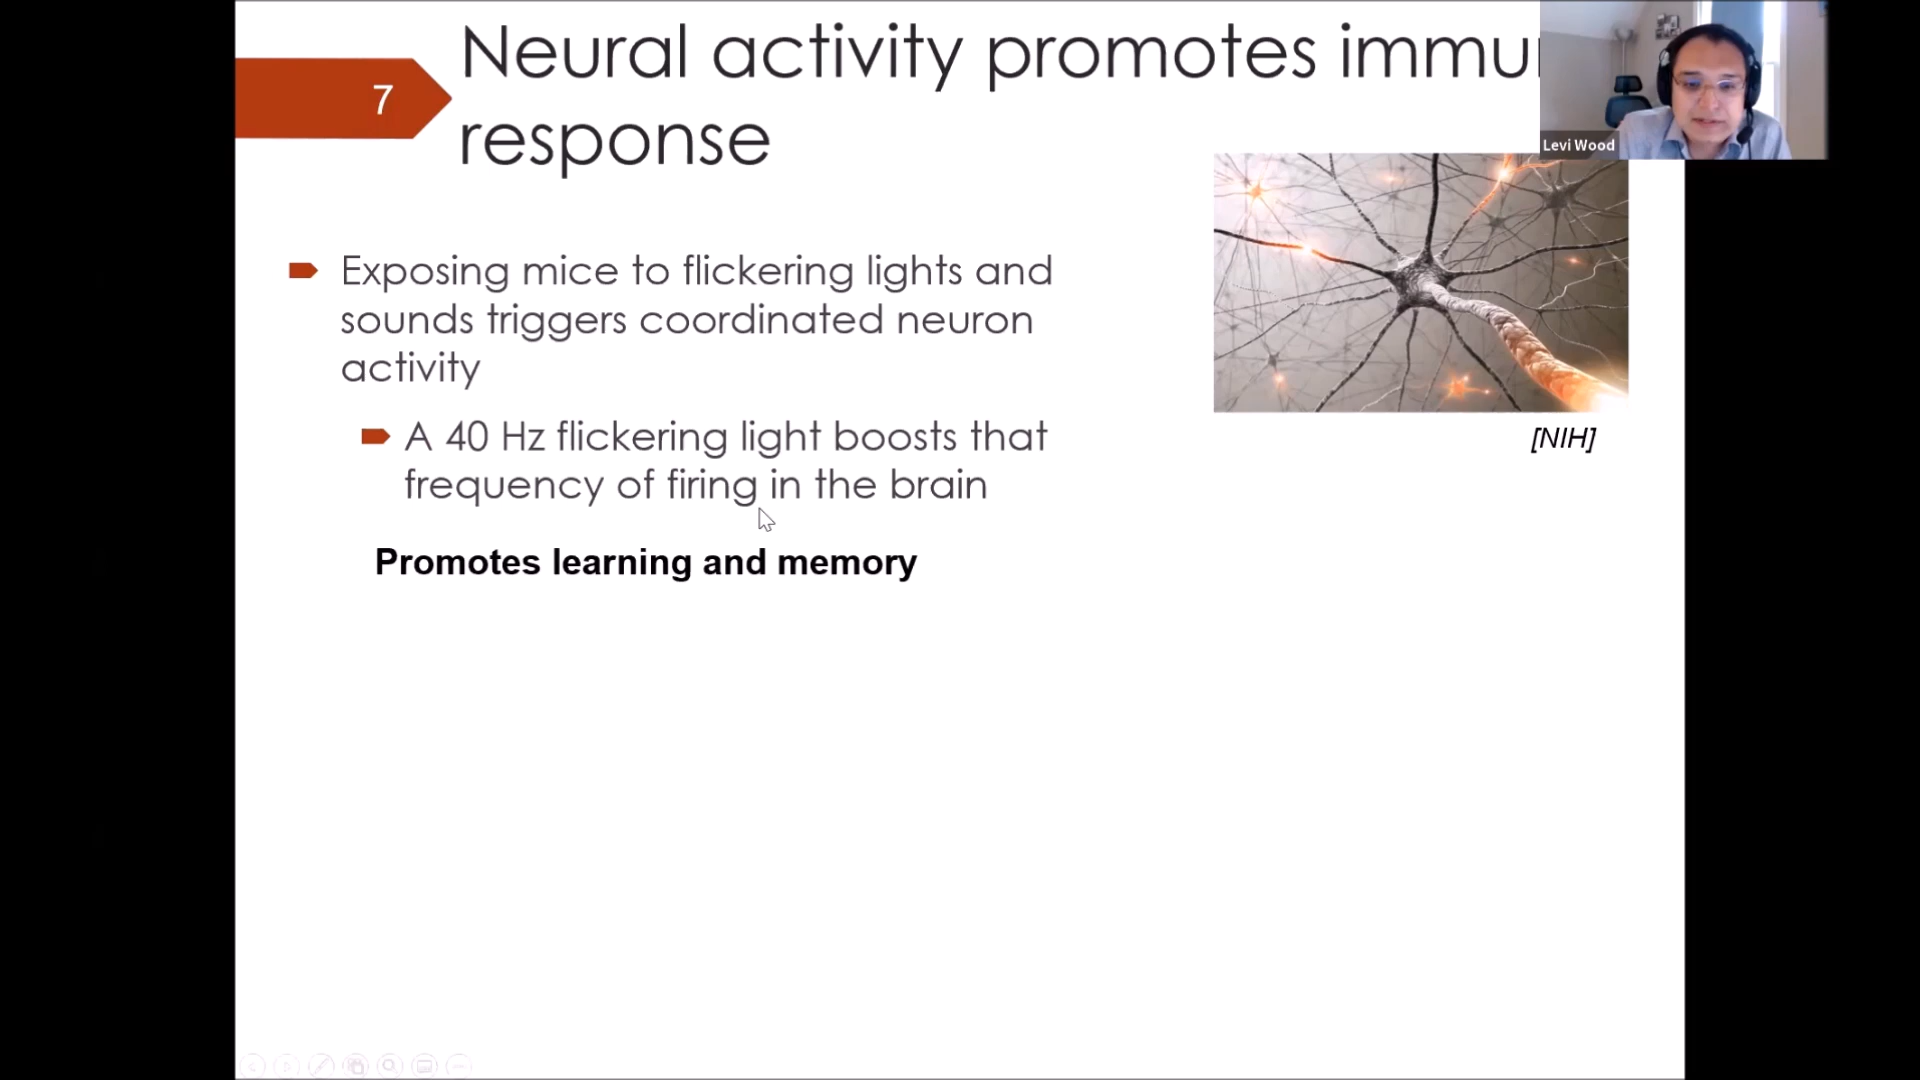 7
Neural activity promotes immu
response
Levi Wood
Exposing mice to flickering lights and
sounds triggers coordinated neuron
activity
[NIH]
A 40 Hz flickering light boosts that
frequency of firing in the brain
Promotes learning and memory